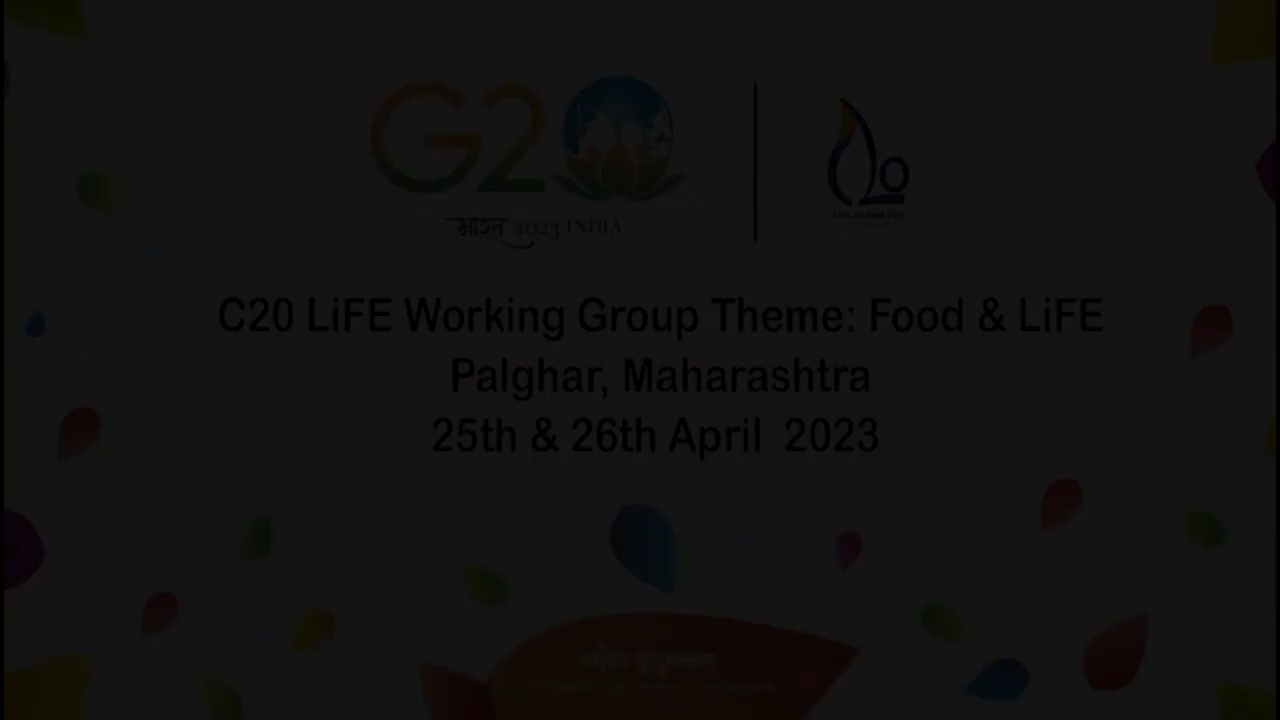 G20
भारत 2023 INDIA
C20 LiFE Working Group Theme: Food & LiFE
Palghar, Maharashtra
25th & 26th April 2023